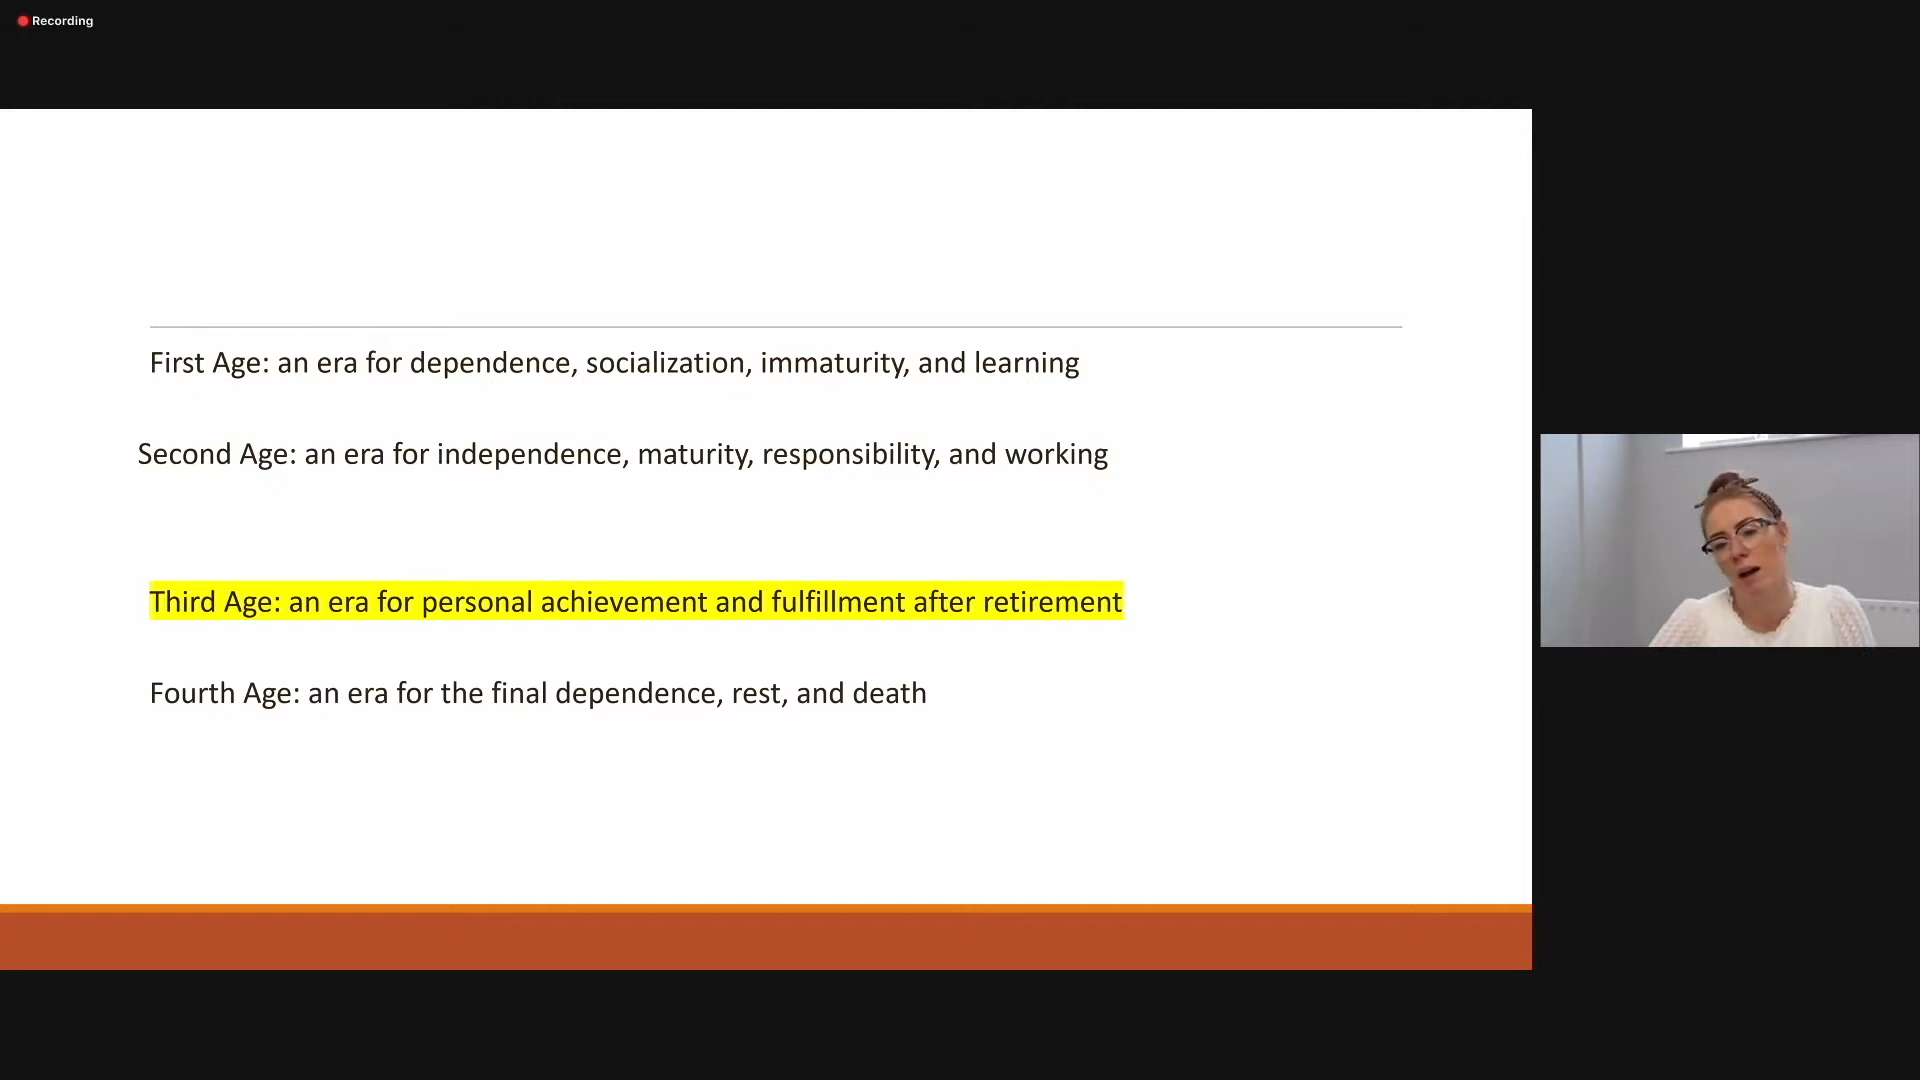 Recording
First Age: an era for dependence, socialization, immaturity, and learning
Second Age: an era for independence, maturity, responsibility, and working
Third Age: an era for personal achievement and fulfillment after retirement
Fourth Age: an era for the final dependence, rest, and death